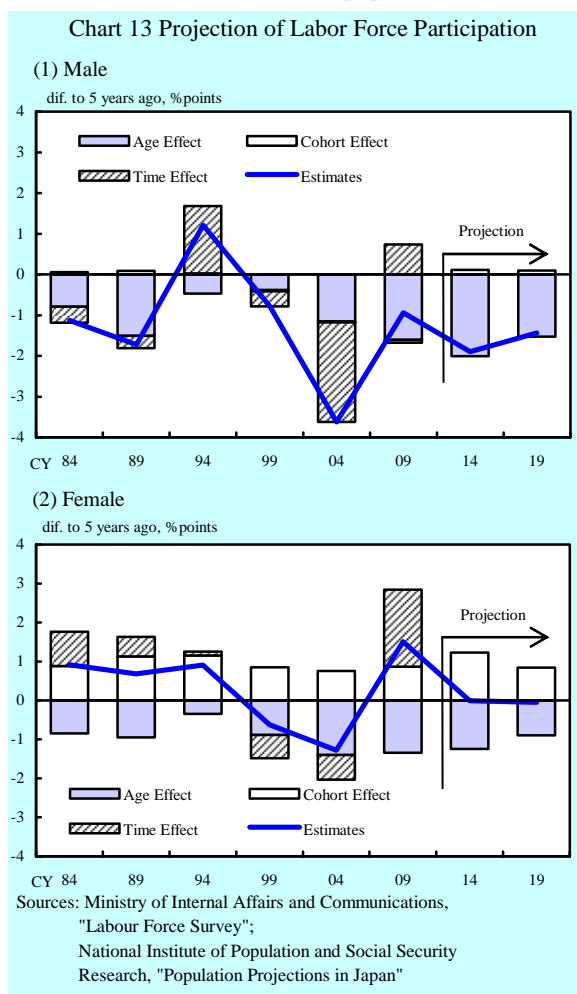 Chart 13 Projection of Labor Force Participation
(1) Male
dif. to 5 years ago, %points
4
3
2
1
0
-1
-2
-3
-4
Age Effect
Cohort Effect
Time Effect
Estimates
Projection
CY 84 89 94 99 04 09 14 19
(2) Female
dif. to 5 years ago, %points
4
3
2
1
0
-1
-2
-3
-4
Projection
Age Effect
Cohort Effect
Time Effect
Estimates
CY 84 89 94 99 04 09 14 19
Sources: Ministry of Internal Affairs and Communications,
"Labour Force Survey";
National Institute of Population and Social Security
Research, "Population Projections in Japan"